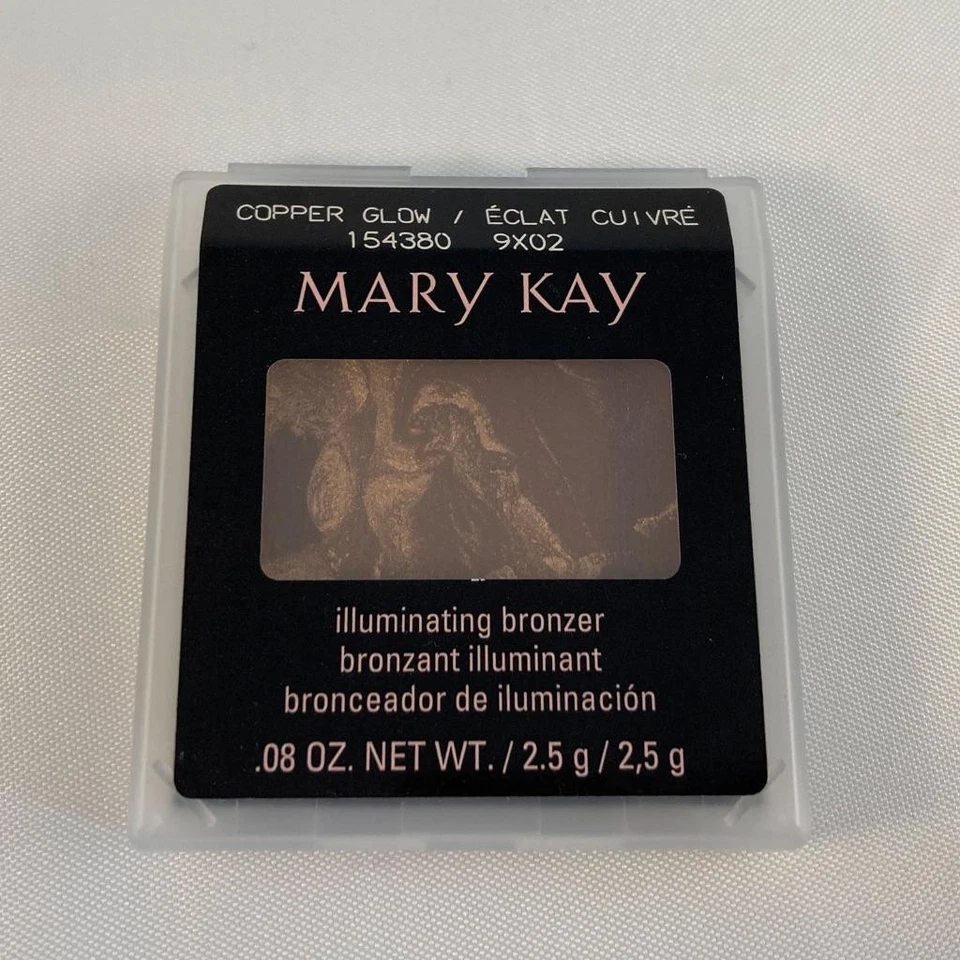 COPPER GLOW / ÉCLAT CUIVRÉ
154380 9X02
MARY KAY
illuminating bronzer
bronzant illuminant
bronceador de iluminación
.08 OZ. NET WT. / 2.5 g / 2,5 g